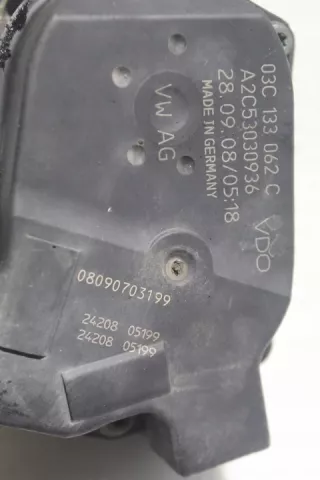 03C 133 062 C
A2C53030936
28.09.08/05:18
MADE IN GERMANY
VDO
VW AG
08090703199
24208 05199
24208 05199